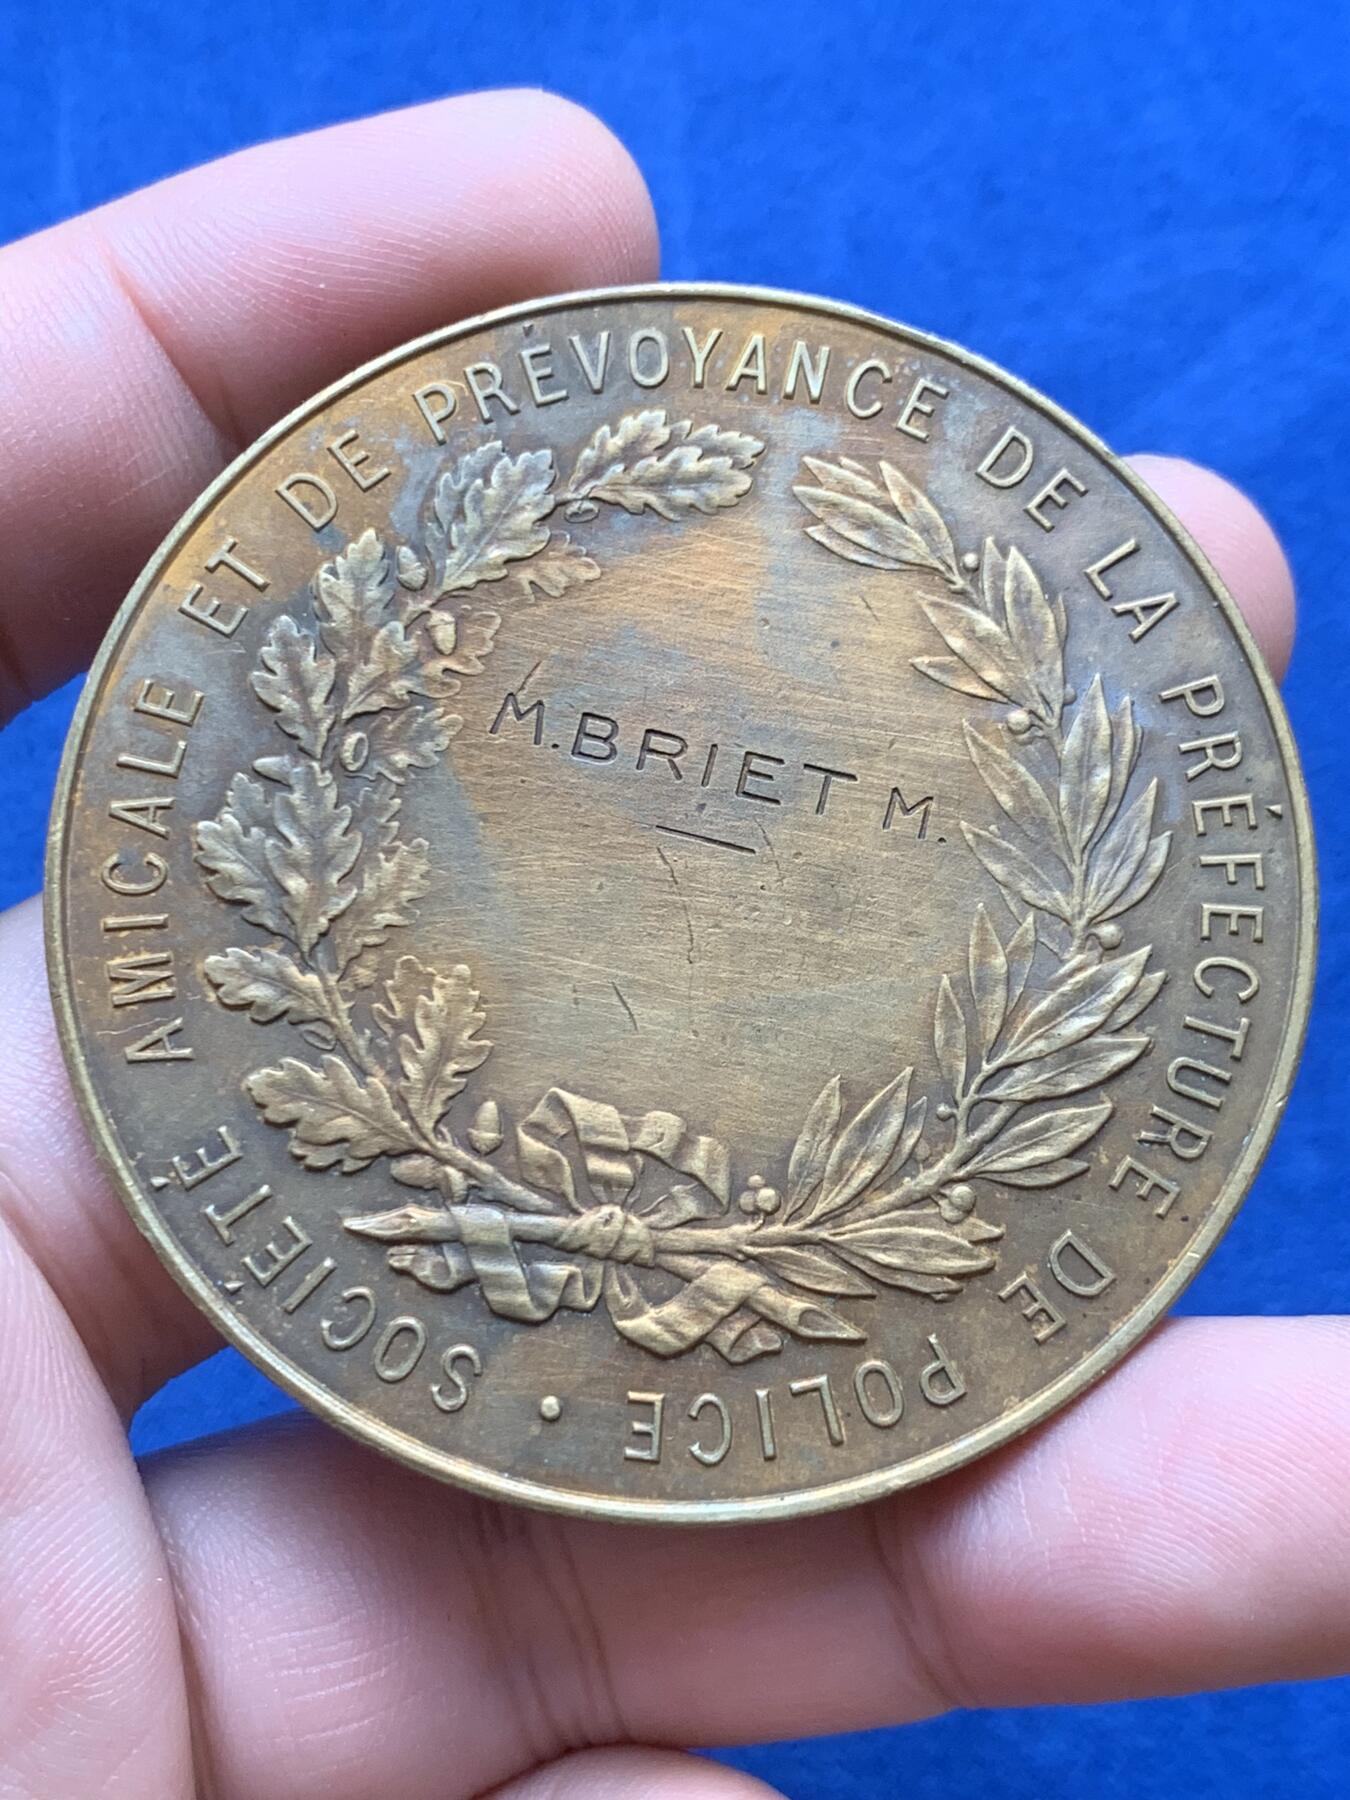 SOCIÉTÉ AMICALE ET DE PRÉVOYANCE DE LA PRÉFECTURE DE POLICE •
M. BRIET M.